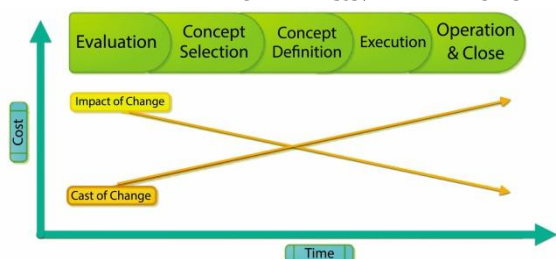 Evaluation
Concept
Selection
Concept
Definition
Execution
Operation
& Close
Impact of Change
Cost
Cast of Change
Time